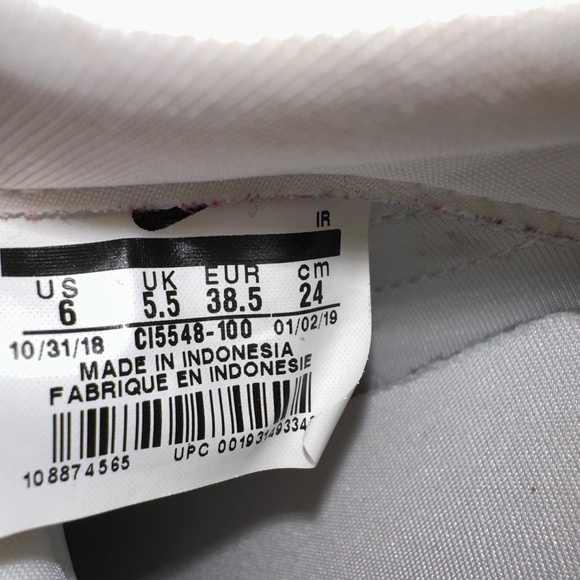 IR
US UK EUR cm
6 5.5 38.5 24
10/31/18 CI5548-100 01/02/19
MADE IN INDONESIA
FABRIQUE EN INDONESIE
108874565 UPC